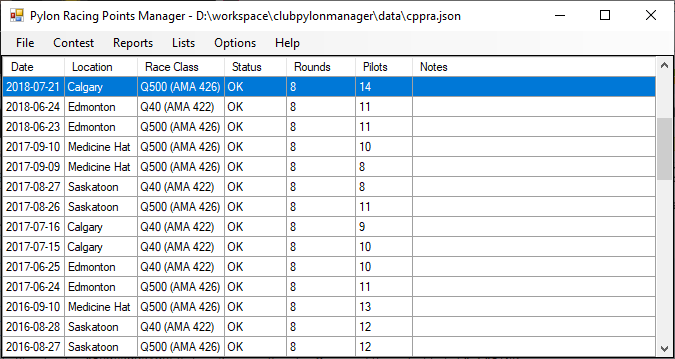 Pylon Racing Points Manager - D:\workspace\clubpylonmanager\data\cppra.json
File Contest Reports Lists Options Help
Date Location Race Class Status Rounds Pilots Notes
2018-07-21 Calgary Q500 (AMA 426) OK 8 14
2018-06-24 Edmonton Q40 (AMA 422) OK 8 11
2018-06-23 Edmonton Q500 (AMA 426) OK 8 11
2017-09-10 Medicine Hat Q500 (AMA 426) OK 8 10
2017-09-09 Medicine Hat Q500 (AMA 426) OK 8 8
2017-08-27 Saskatoon Q40 (AMA 422) OK 8 8
2017-08-26 Saskatoon Q500 (AMA 426) OK 8 11
2017-07-16 Calgary Q40 (AMA 422) OK 8 9
2017-07-15 Calgary Q40 (AMA 422) OK 8 10
2017-06-25 Edmonton Q40 (AMA 422) OK 8 10
2017-06-24 Edmonton Q500 (AMA 426) OK 8 11
2016-09-10 Medicine Hat Q500 (AMA 426) OK 8 13
2016-08-28 Saskatoon Q40 (AMA 422) OK 8 12
2016-08-27 Saskatoon Q500 (AMA 426) OK 8 12